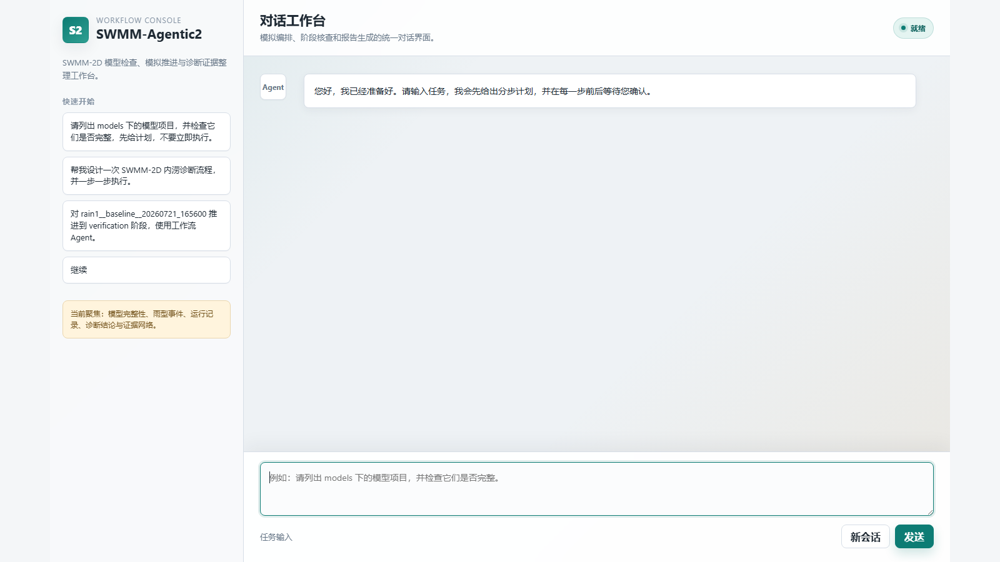 S2
WORKFLOW CONSOLE
SWMM-Agentic2
SWMM-2D 模型检查、模拟推进与诊断证据整
理工作台。
快速开始
请列出 models 下的模型项目，并检查它
们是否完整，先给计划，不要立即执行。
帮我设计一次 SWMM-2D 内涝诊断流程，
并一步一步执行。
对 rain1__baseline__20260721_165600 推
进到 verification 阶段，使用工作流
Agent。
继续
当前聚焦：模型完整性、雨型事件、运行记
录、诊断结论与证据网络。
对话工作台
模拟编排、阶段核查和报告生成的统一对话界面。
就绪
Agent
您好，我已经准备好。请输入任务，我会先给出分步计划，并在每一步前后等待您确认。
例如：请列出 models 下的模型项目，并检查它们是否完整。
任务输入
新会话
发送